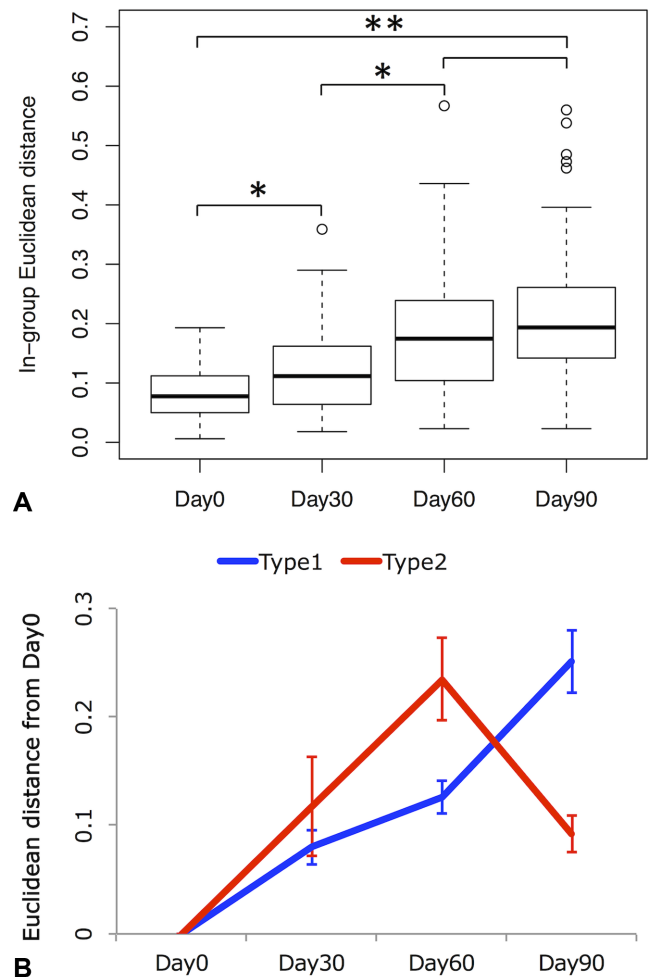 0.7
**
0.6
*
0.5
0.4
*
0.3
0.2
0.1
0.0
In-group Euclidean distance
Day0 Day30 Day60 Day90
A
Type1 Type2
0.3
0.2
0.1
0
Euclidean distance from Day0
Day0 Day30 Day60 Day90
B